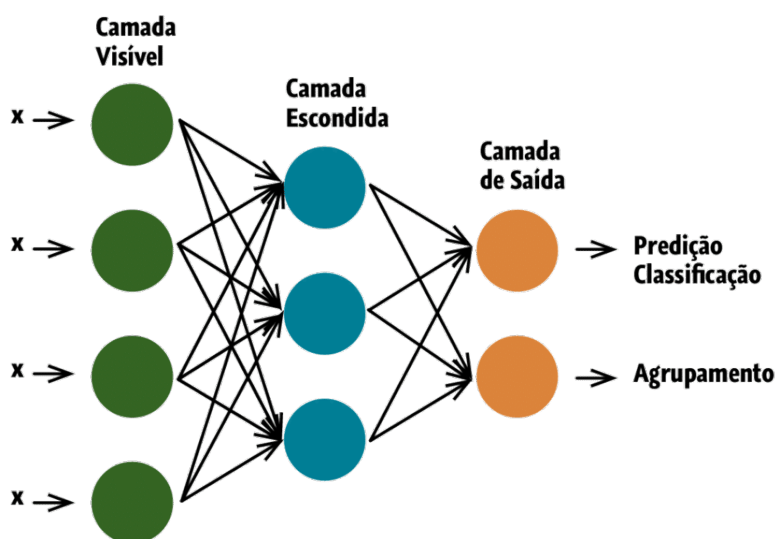 Camada
Visível
x
x
x
x
Camada
Escondida
Camada
de Saída
Predição
Classificação
Agrupamento